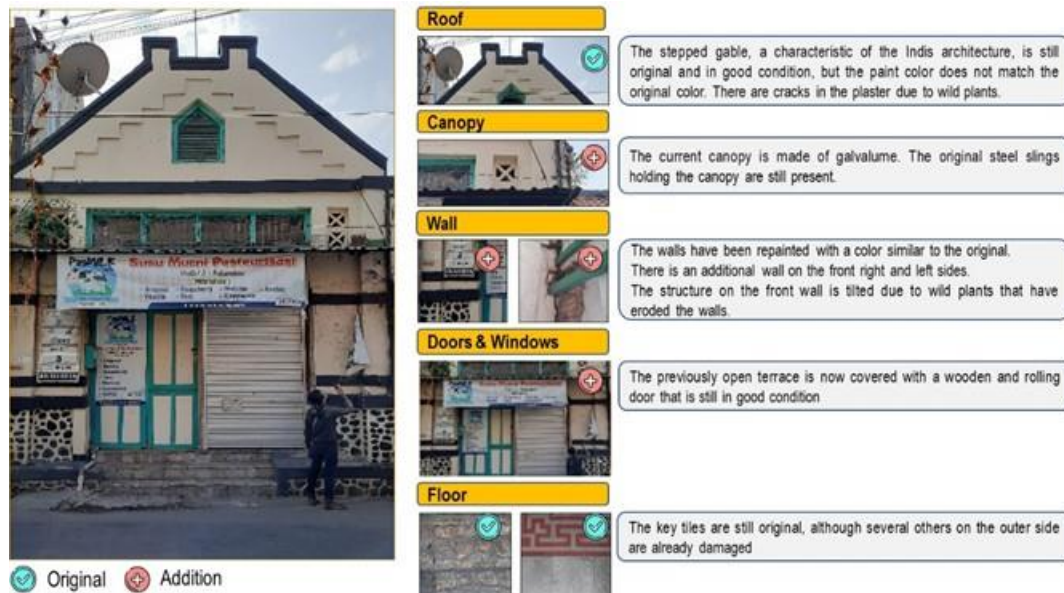 Roof
The stepped gable, a characteristic of the Indis architecture, is still
original and in good condition, but the paint color does not match the
original color. There are cracks in the plaster due to wild plants.
Canopy
The current canopy is made of galvalume. The original steel slings
holding the canopy are still present.
Wall
The walls have been repainted with a color similar to the original.
There is an additional wall on the front right and left sides.
The structure on the front wall is tilted due to wild plants that have
eroded the walls.
Doors & Windows
The previously open terrace is now covered with a wooden and rolling
door that is still in good condition
Floor
The key tiles are still original, although several others on the outer side
are already damaged
Susu Murni Pasteurisasi
Original
Addition